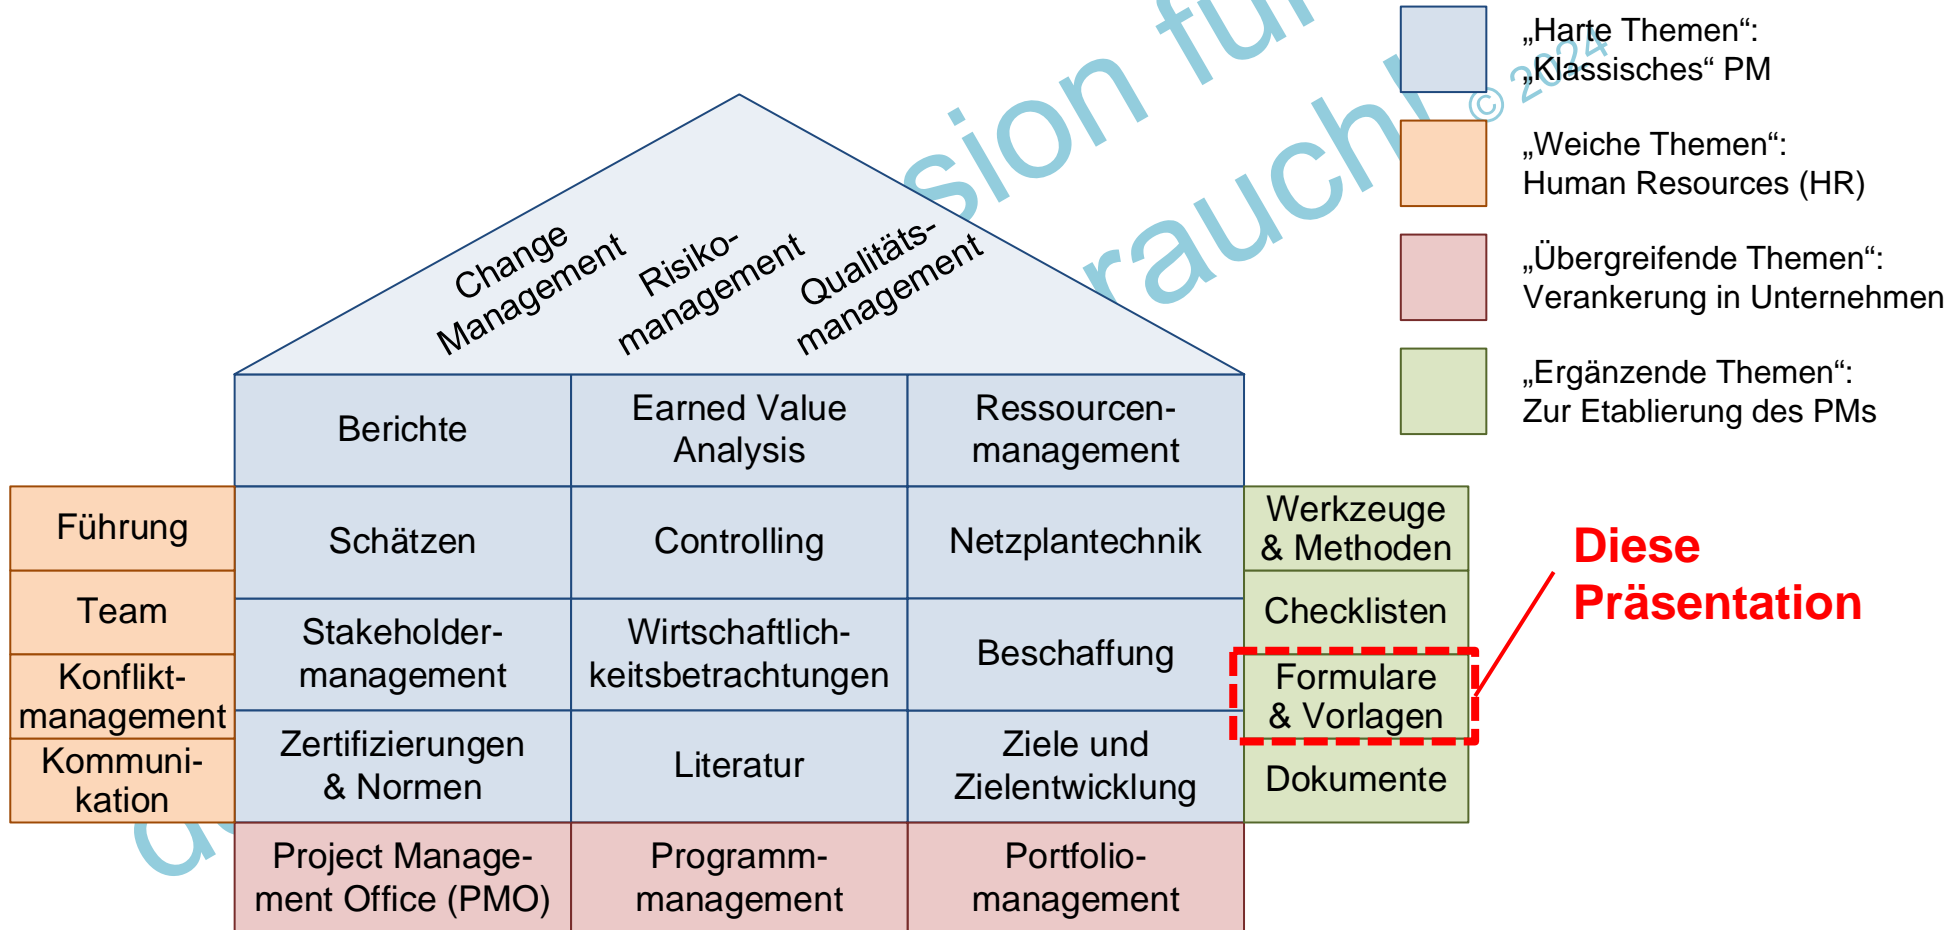 „Harte Themen“:
„Klassisches“ PM
„Weiche Themen“:
Human Resources (HR)
„Übergreifende Themen“:
Verankerung in Unternehmen
„Ergänzende Themen“:
Zur Etablierung des PMs
© 2024
Change
Management
Risiko-
management
Qualitäts-
management
Berichte
Earned Value
Analysis
Ressourcen-
management
Führung
Team
Konflikt-
management
Kommuni-
kation
Schätzen
Controlling
Netzplantechnik
Stakeholder-
management
Wirtschaftlich-
keitsbetrachtungen
Beschaffung
Zertifizierungen
& Normen
Literatur
Ziele und
Zielentwicklung
Werkzeuge
& Methoden
Checklisten
Formulare
& Vorlagen
Dokumente
Diese
Präsentation
Project Manage-
ment Office (PMO)
Programm-
management
Portfolio-
management